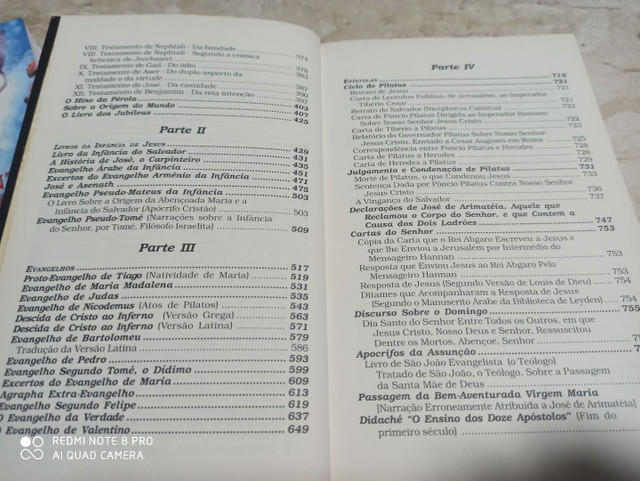 VIII. Testamento de Nephtali - Da bondade
VIII. Testamento de Nephtali - Segundo a crônica 374
hebraica de Jerchmeel
IX. Testamento de Gad - Do ódio 378
X. Testamento de Aser - Do duplo aspecto da 383
maldade e da virtude
XI. Testamento de José - Da castidade 387
XII. Testamento de Benjamim - Da reta intenção 397
O Hino da Pérola 403
Sobre a Origem do Mundo 407
O Livro dos Jubileus 425
Parte II
LIVROS DA INFÂNCIA DE JESUS
Livro da Infância do Salvador 429
A História de José, o Carpinteiro 431
Evangelho Árabe da Infância 435
Excertos do Evangelho Armênio da Infância 451
José e Asenath 471
Evangelho Pseudo-Mateus da Infância 475
O Livro Sobre a Origem da Abençoada Maria e a 503
Infância do Salvador (Apócrifo Cristão) 503
Evangelho Pseudo-Tomé (Narrações sobre a Infância
do Senhor, por Tomé, Filósofo Israelita) 509
Parte III
EVANGELHOS 517
Proto-Evangelho de Tiago (Natividade de Maria) 519
Evangelho de Maria Madalena 531
Evangelho de Judas 535
Evangelho de Nicodemus (Atos de Pilatos) 543
Descida de Cristo ao Inferno (Versão Grega) 563
Descida de Cristo ao Inferno (Versão Latina) 571
Evangelho de Bartolomeu 579
Tradução da Versão Latina 586
Evangelho de Pedro 593
Evangelho Segundo Tomé, o Dídimo 599
Excertos do Evangelho de Maria 609
Agrapha Extra-Evangelho 613
Evangelho Segundo Felipe 619
O Evangelho da Verdade 637
O Evangelho de Valentino 649
Parte IV
EPÍSTOLAS 719
Ciclo de Pilatos 721
Retrato de Jesus 721
Carta de Lentulus Publius, de Jerusalém, ao Imperador
Tibério Cesar 721
Retrato do Salvador (Nicephorus Calixtus) 722
Carta de Pôncio Pilatus Dirigida ao Imperador Romano
Sobre Nosso Senhor Jesus Cristo 722
Carta de Tibério a Pilatos 723
Relatório do Governador Pilatos Sobre Nosso Senhor
Jesus Cristo, Enviado a Cesar Augusto em Roma 725
Correspondência entre Pôncio Pilatos e Herodes 728
Carta de Pilatos a Herodes 728
Carta de Herodes a Pilatos 729
Julgamento e Condenação de Pilatos 731
Morte de Pilatos, o que Condenou Jesus 733
Sentença Dada por Pôncio Pilatus Contra Nosso Senhor
Jesus Cristo 736
A Vingança do Salvador 737
Declarações de José de Arimatéia, Aquele que
Reclamou o Corpo do Senhor, e que Contem a
Causa dos Dois Ladrões 747
Cartas do Senhor 753
Cópia da Carta que o Rei Abgaro Escreveu a Jesus e
que lhe Enviou a Jerusalém por Intermédio do
Mensageiro Hannan 753
Resposta que Enviou Jesus ao Rei Abgaro Pelo
Mensageiro Hannan 753
Resposta de Jesus (Segundo Versão de Louis de Dieu) 753
Ditames que Acompanharam a Resposta de Jesus
(Segundo o Manuscrito Árabe da Biblioteca de Leyden) 754
Discurso Sobre o Domingo 755
Dia Santo do Senhor Entre Todos os Outros, em que
Jesus Cristo, Nosso Deus e Senhor, Ressuscitou
Dentre os Mortos, Abençoe, Senhor
Apocrifos da Assunção
Livro de São João Evangelista (o Teólogo)
Tratado de São João, o Teólogo, Sobre a Passagem
da Santa Mãe de Deus
Passagem da Bem-Aventurada Virgem Maria
[Narração Erroneamente Atribuída a José de Arimatéia]
Didaché "O Ensino dos Doze Apóstolos" (Fim do
primeiro século)
REDMI NOTE 8 PRO
AI QUAD CAMERA